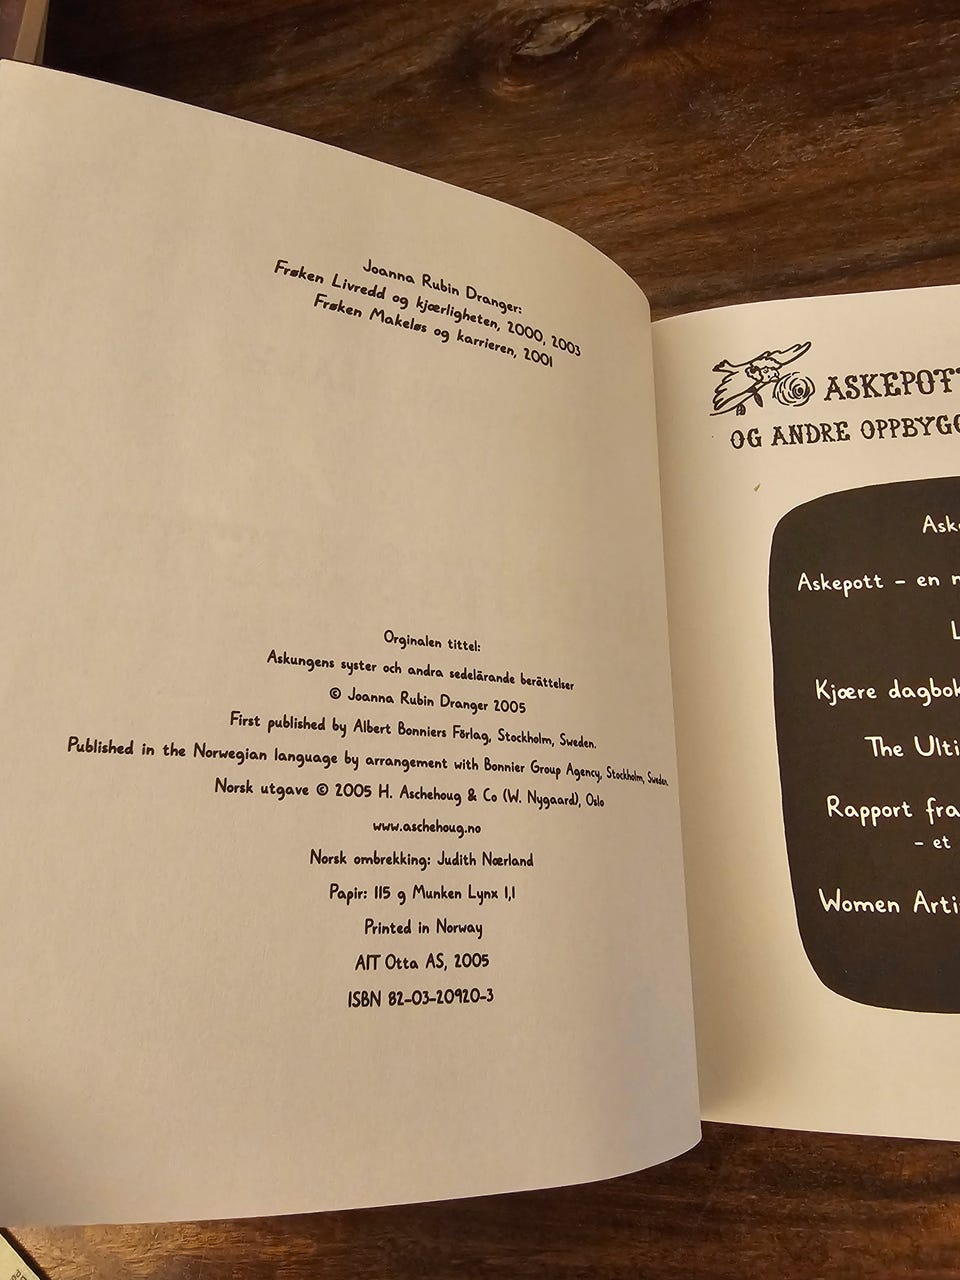 Joanna Rubin Dranger:
Frøken Livredd og kjærligheten, 2000, 2003
Frøken Makeløs og karrieren, 2001
Orginalen tittel:
Askungens syster och andra sedelärande berättelser
© Joanna Rubin Dranger 2005
First published by Albert Bonniers Förlag, Stockholm, Sweden.
Published in the Norwegian language by arrangement with Bonnier Group Agency, Stockholm, Sweden.
Norsk utgave © 2005 H. Aschehoug & Co (W. Nygaard), Oslo
www.aschehoug.no
Norsk ombrekking: Judith Nærland
Papir: 115 g Munken Lynx 1,1
Printed in Norway
AIT Otta AS, 2005
ISBN 82-03-20920-3
ASKEPOTT
OG ANDRE OPPBYGG
Aske
Askepott - en
L
Kjære dagbok
The Ulti
Rapport fra
- et
Women Arti